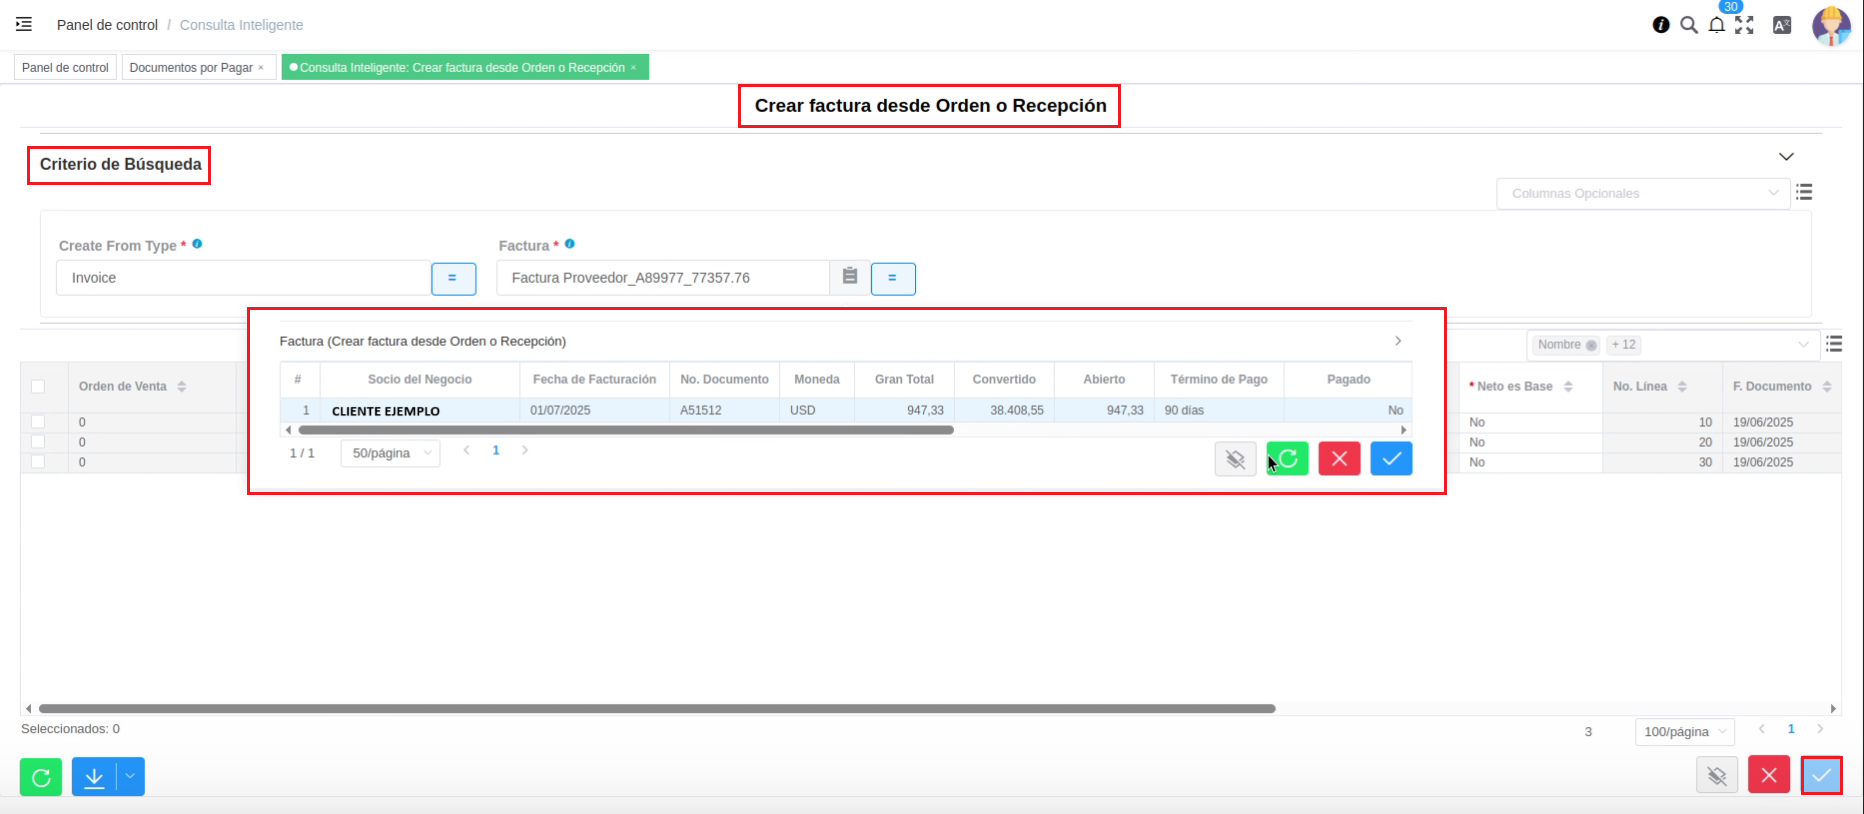 Panel de control / Consulta Inteligente
30
Panel de control Documentos por Pagar × Consulta Inteligente: Crear factura desde Orden o Recepción ×
Crear factura desde Orden o Recepción
Criterio de Búsqueda
Columnas Opcionales
Create From Type * Factura *
Invoice = Factura Proveedor_A89977_77357.76 =
Factura (Crear factura desde Orden o Recepción)
Nombre + 12
# Socio del Negocio Fecha de Facturación No. Documento Moneda Gran Total Convertido Abierto Término de Pago Pagado
Orden de Venta * Neto es Base No. Línea F. Documento
1 CLIENTE EJEMPLO 01/07/2025 A51512 USD 947,33 38.408,55 947,33 90 días No
0 No 10 19/06/2025
0 No 20 19/06/2025
1 / 1 50/página 1
0 No 30 19/06/2025
Seleccionados: 0 3 100/página 1